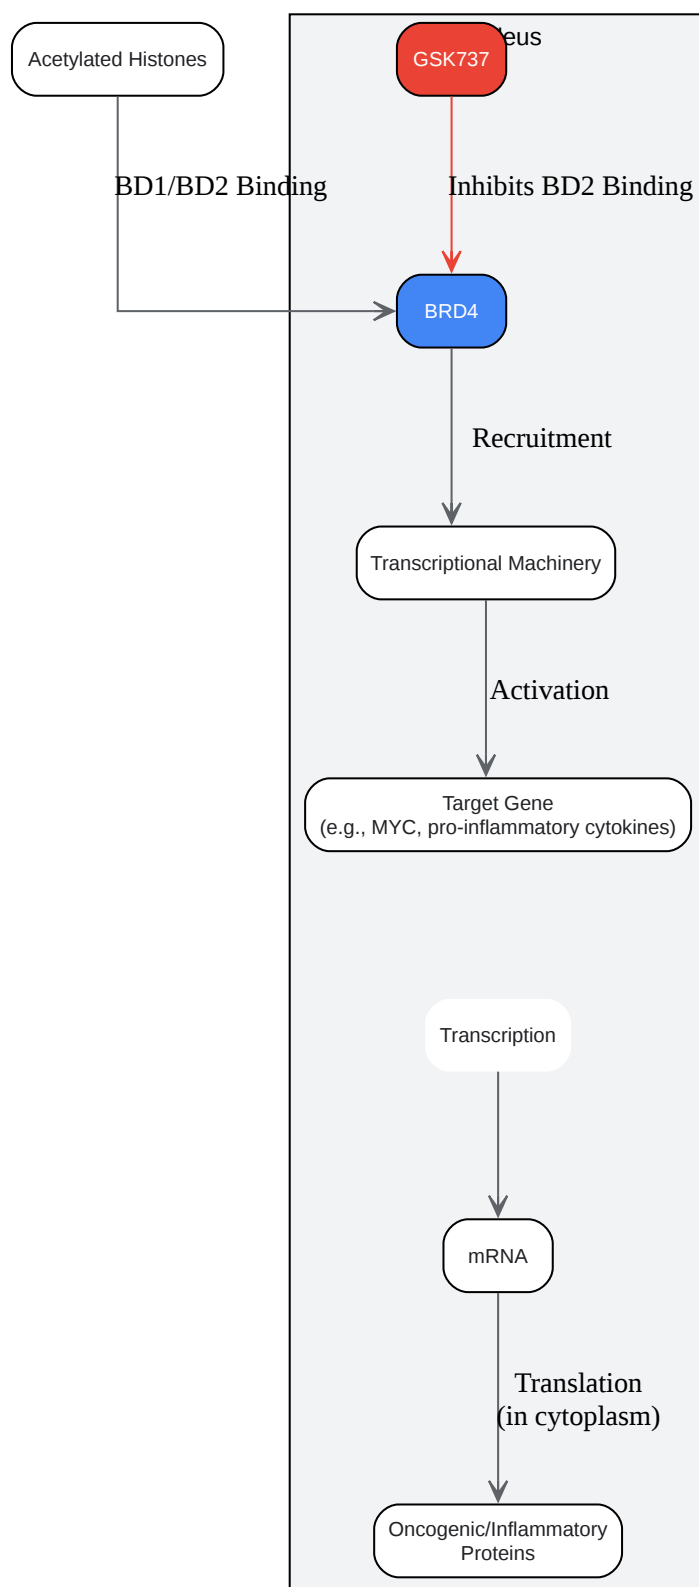 Acetylated Histones
GSK737
BD1/BD2 Binding
Inhibits BD2 Binding
BRD4
Recruitment
Transcriptional Machinery
Activation
Target Gene
(e.g., MYC, pro-inflammatory cytokines)
Transcription
mRNA
Translation
(in cytoplasm)
Oncogenic/Inflammatory
Proteins